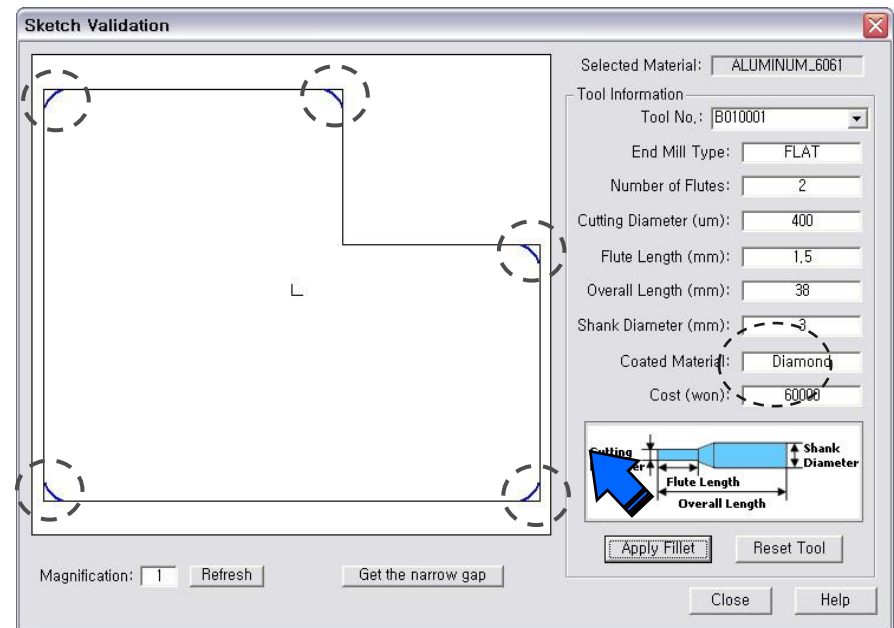 Sketch Validation
Selected Material: ALUMINUM_6061
Tool Information
Tool No.: B010001
End Mill Type: FLAT
Number of Flutes: 2
Cutting Diameter (um): 400
Flute Length (mm): 1.5
Overall Length (mm): 38
Shank Diameter (mm): 3
Coated Material: Diamond
Cost (won): 60000
Cutting
Shank
Diameter
Flute Length
Overall Length
Apply Fillet Reset Tool
Magnification: 1 Refresh Get the narrow gap
Close Help